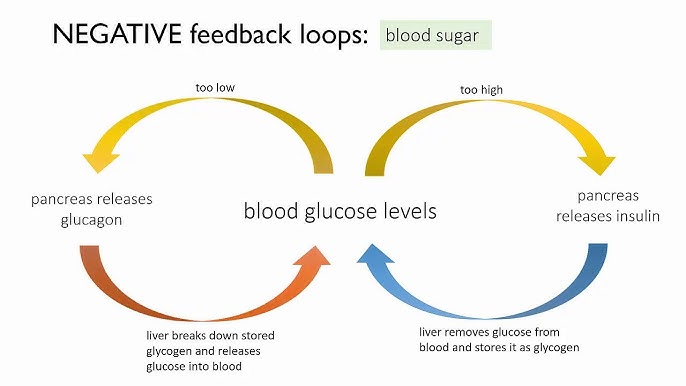 NEGATIVE feedback loops: blood sugar
too low
too high
pancreas releases
glucagon
blood glucose levels
pancreas
releases insulin
liver breaks down stored
glycogen and releases
glucose into blood
liver removes glucose from
blood and stores it as glycogen